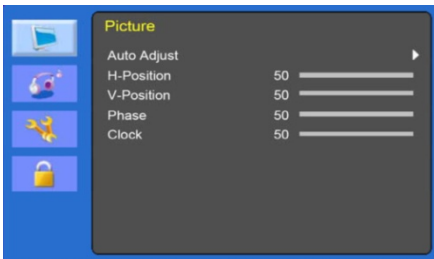 Picture
Auto Adjust
H-Position 50
V-Position 50
Phase 50
Clock 50